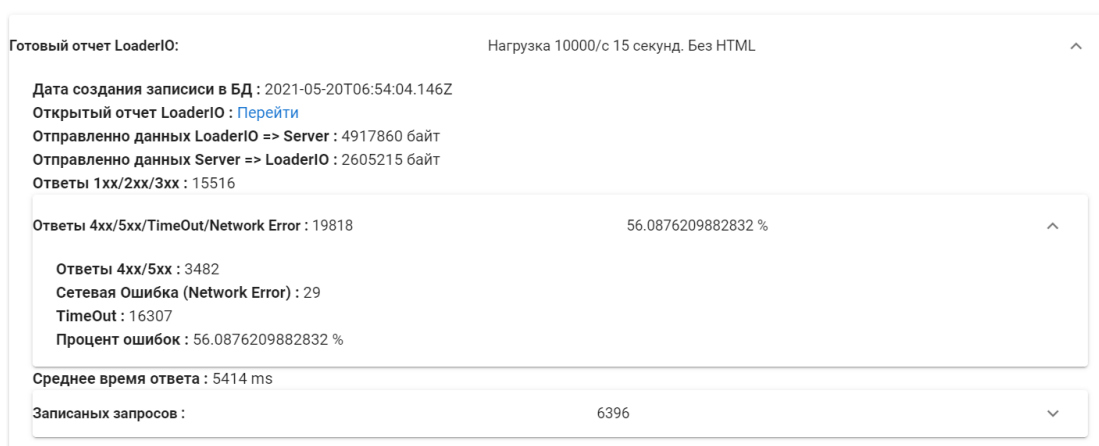 Готовый отчет LoaderIO: Нагрузка 10000/с 15 секунд. Без HTML
Дата создания записиси в БД : 2021-05-20T06:54:04.146Z
Открытый отчет LoaderIO : Перейти
Отправленно данных LoaderIO => Server : 4917860 байт
Отправленно данных Server => LoaderIO : 2605215 байт
Ответы 1xx/2xx/3xx : 15516
Ответы 4xx/5xx/TimeOut/Network Error : 19818 56.0876209882832 %
Ответы 4xx/5xx : 3482
Сетевая Ошибка (Network Error) : 29
TimeOut : 16307
Процент ошибок : 56.0876209882832 %
Среднее время ответа : 5414 ms
Записаных запросов : 6396